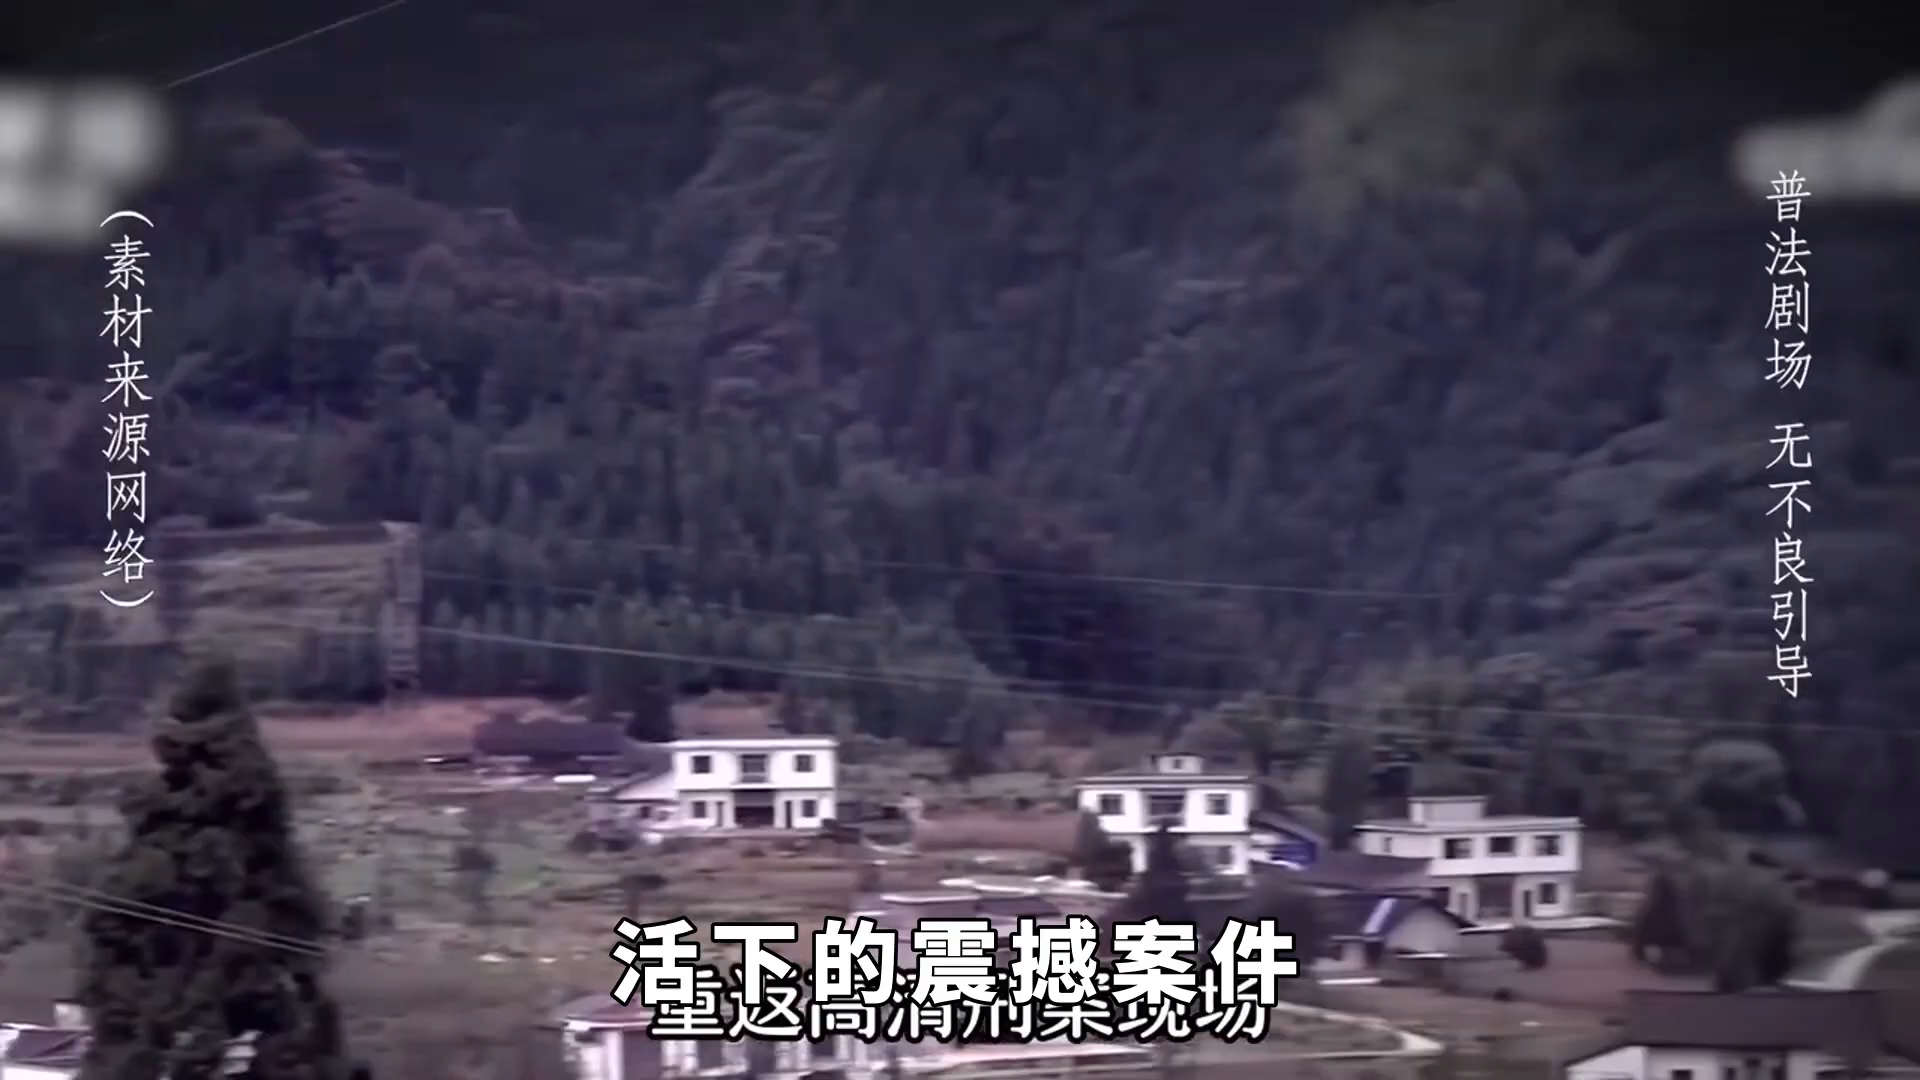 （素材来源网络）
普法剧场 无不良引导
活下的震撼案件
重返高清刑案现场